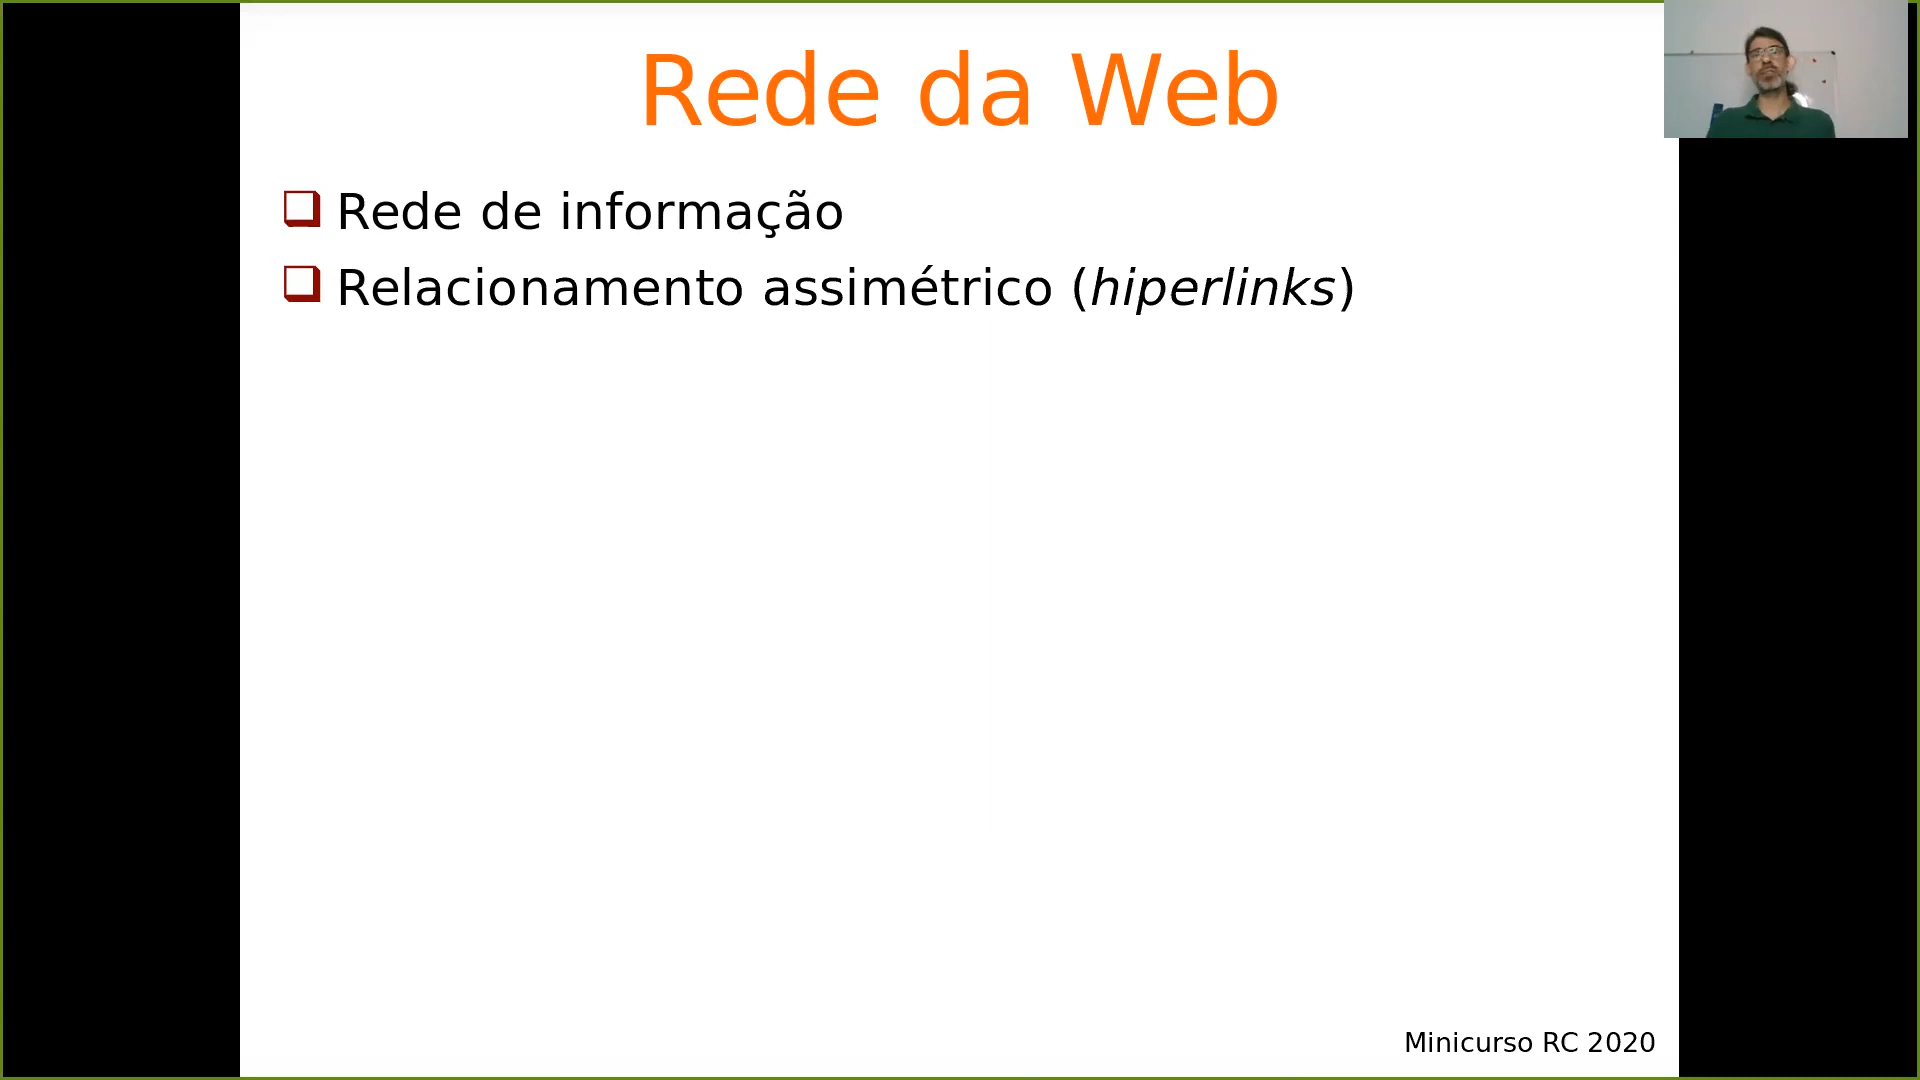 Rede da Web
Rede de informação
Relacionamento assimétrico (hiperlinks)
Minicurso RC 2020